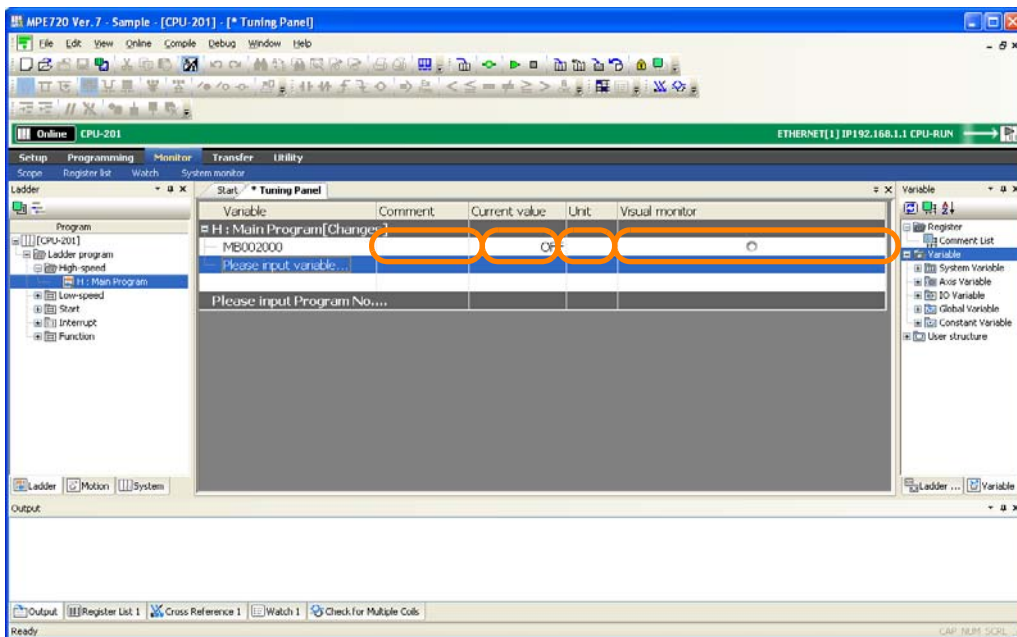 MPE720 Ver. 7 - Sample - [CPU-201] - [* Tuning Panel]
File Edit View Online Compile Debug Window Help
Online CPU-201 ETHERNET[1] IP192.168.1.1 CPU-RUN
Setup Programming Monitor Transfer Utility
Scope Register list Watch System monitor
Ladder
Start * Tuning Panel
Variable
Program
[CPU-201]
Ladder program
High-speed
H : Main Program
Low-speed
Start
Interrupt
Function
Variable Comment Current value Unit Visual monitor
H : Main Program[Changed]
MB002000 OFF
Please input variable...
Please input Program No....
Register
Comment List
Variable
System Variable
Axis Variable
IO Variable
Global Variable
Constant Variable
User structure
Ladder Motion System
Ladder ... Variable
Output
Output Register List 1 Cross Reference 1 Watch 1 Check for Multiple Coils
Ready CAP NUM SCRL